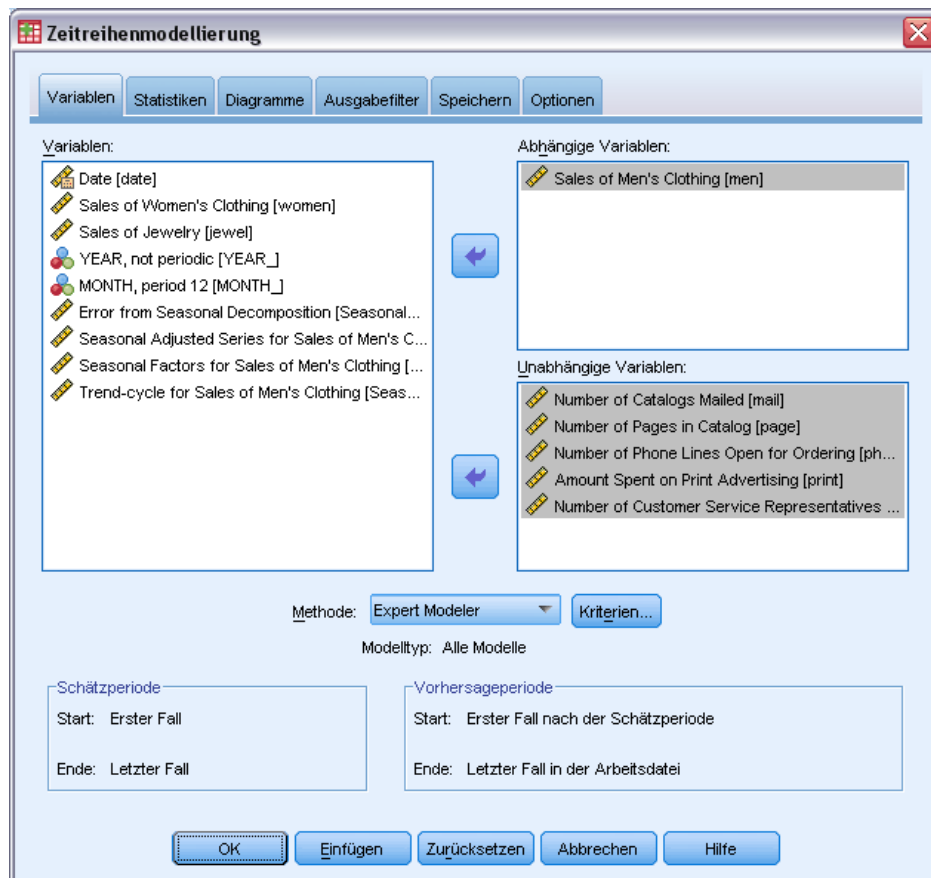 Zeitreihenmodellierung
Variablen
Statistiken
Diagramme
Ausgabefilter
Speichern
Optionen
Variablen:
Date [date]
Sales of Women's Clothing [women]
Sales of Jewelry [jewel]
YEAR, not periodic [YEAR_]
MONTH, period 12 [MONTH_]
Error from Seasonal Decomposition [Seasonal...
Seasonal Adjusted Series for Sales of Men's C...
Seasonal Factors for Sales of Men's Clothing [...
Trend-cycle for Sales of Men's Clothing [Seas...
Abhängige Variablen:
Sales of Men's Clothing [men]
Unabhängige Variablen:
Number of Catalogs Mailed [mail]
Number of Pages in Catalog [page]
Number of Phone Lines Open for Ordering [ph...
Amount Spent on Print Advertising [print]
Number of Customer Service Representatives ...
Methode: Expert Modeler Kriterien...
Modelltyp: Alle Modelle
Schätzperiode
Start: Erster Fall
Ende: Letzter Fall
Vorhersageperiode
Start: Erster Fall nach der Schätzperiode
Ende: Letzter Fall in der Arbeitsdatei
OK
Einfügen
Zurücksetzen
Abbrechen
Hilfe